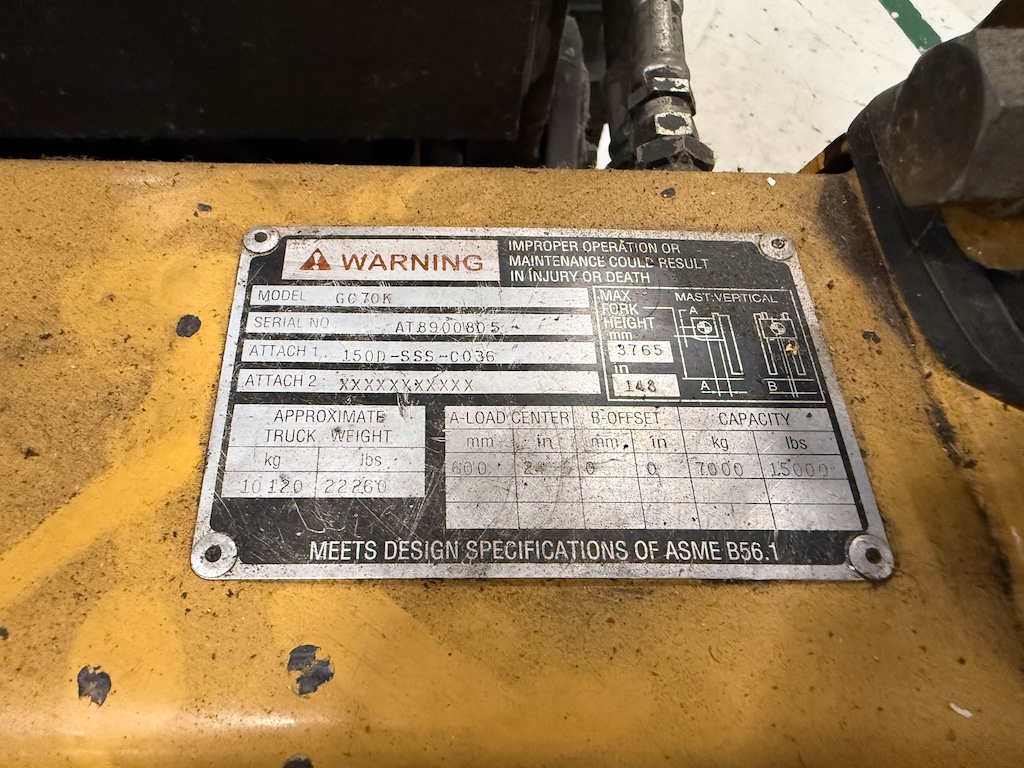 WARNING
IMPROPER OPERATION OR
MAINTENANCE COULD RESULT
IN INJURY OR DEATH
MODEL GC70K
SERIAL NO AT8900805
ATTACH 1 150D-SSS-C036
ATTACH 2 XXXXXXXXXXX
MAX FORK HEIGHT
mm
3765
in
148
MAST:VERTICAL
A
A
B
APPROXIMATE
TRUCK WEIGHT
kg lbs
10120 22260
A-LOAD CENTER B-OFFSET CAPACITY
mm in mm in kg lbs
600 24 0 0 7000 15000
MEETS DESIGN SPECIFICATIONS OF ASME B56.1